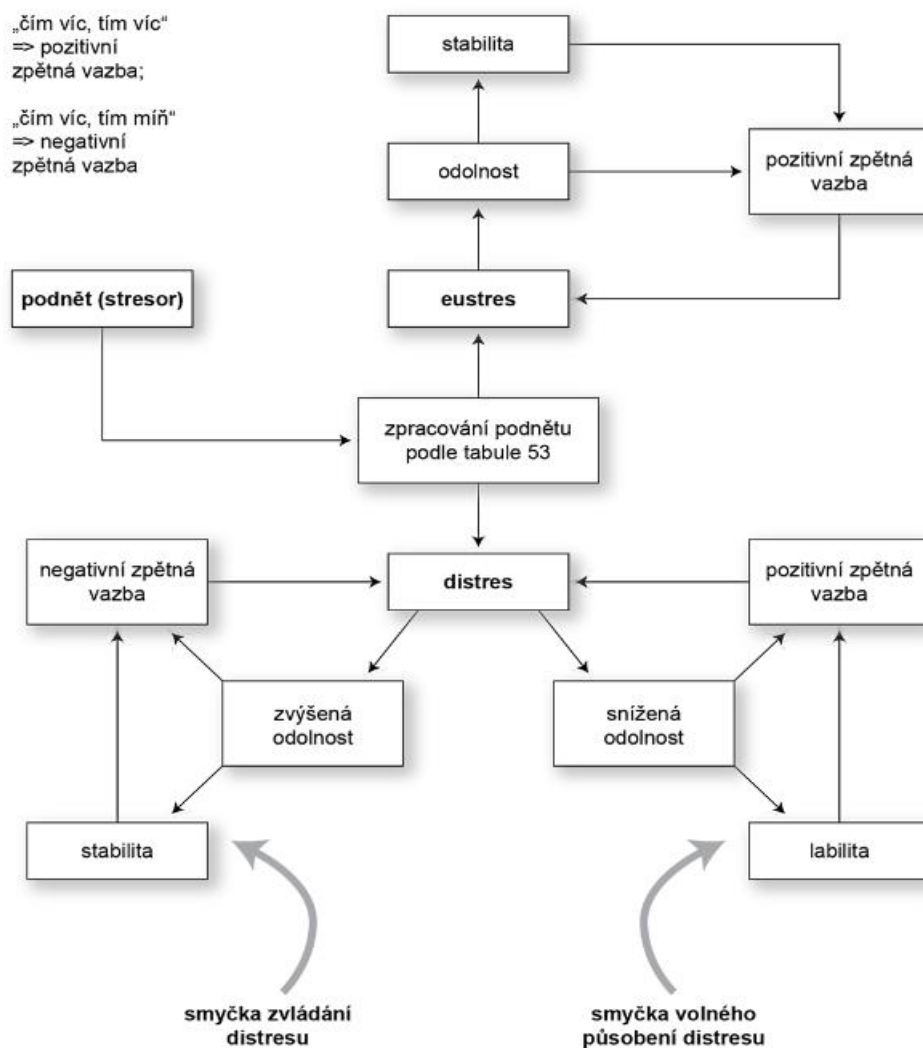 „čím víc, tím víc“
=> pozitivní
zpětná vazba;
„čím víc, tím míň“
=> negativní
zpětná vazba
stabilita
odolnost
pozitivní zpětná
vazba
podnět (stresor)
eustres
zpracování podnětu
podle tabule 53
negativní zpětná
vazba
distres
pozitivní zpětná
vazba
zvýšená
odolnost
snížená
odolnost
stabilita
labilita
smyčka zvládání
distresu
smyčka volného
působení distresu